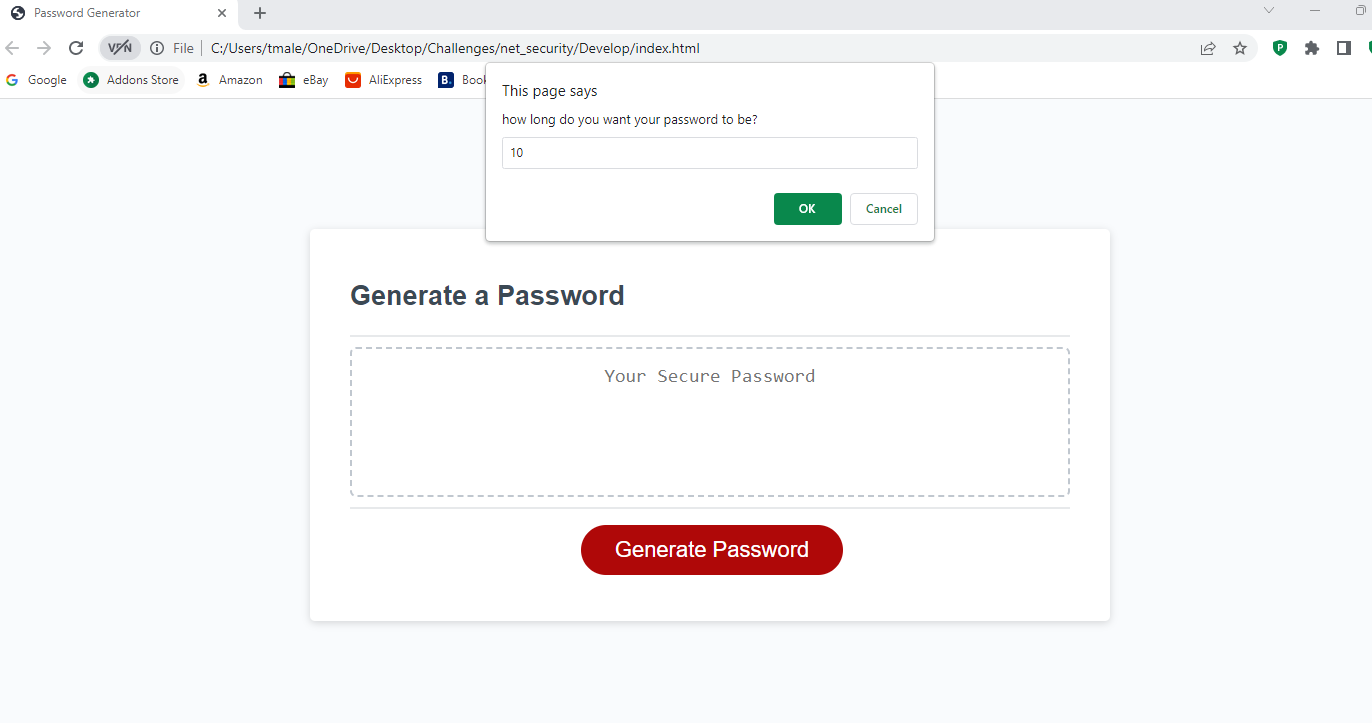 Password Generator
VPN
File
C:/Users/tmale/OneDrive/Desktop/Challenges/net_security/Develop/index.html
Google
Addons Store
Amazon
eBay
AliExpress
B. Book
This page says
how long do you want your password to be?
10
OK
Cancel
Generate a Password
Your Secure Password
Generate Password